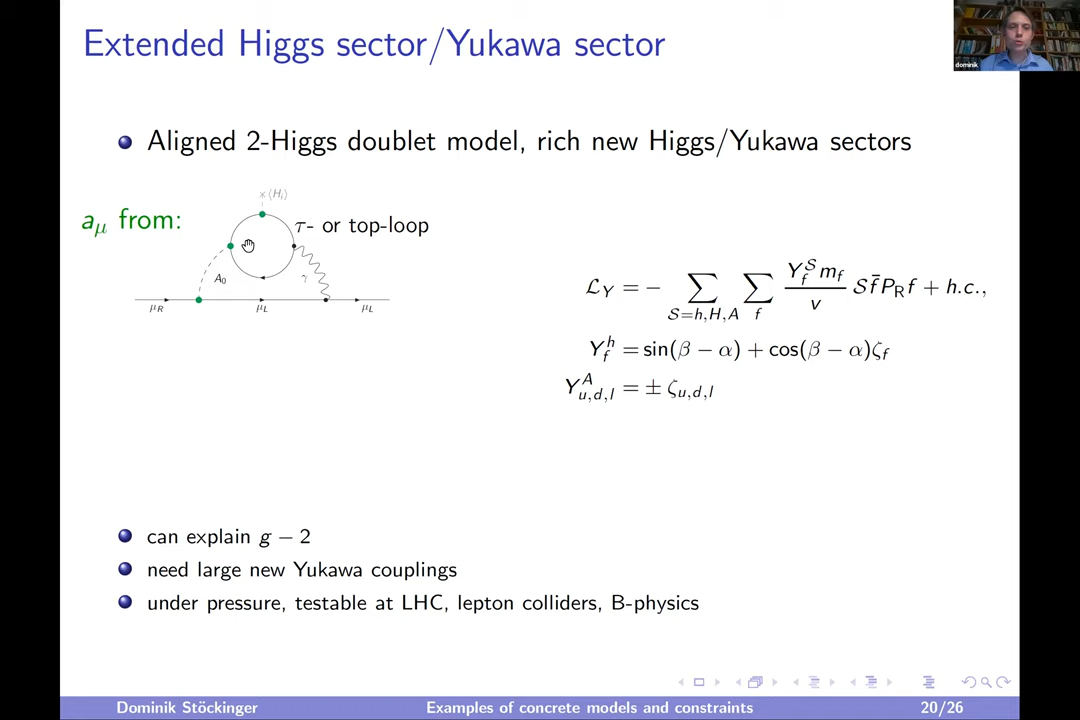 Extended Higgs sector/Yukawa sector
dominik
Aligned 2-Higgs doublet model, rich new Higgs/Yukawa sectors
×⟨H_i⟩
a_μ from:
τ- or top-loop
A_0
γ
μ_R
μ_L
μ_L
ℒ_Y = − ∑_{𝒮=h,H,A} ∑_f (Y_f^𝒮 m_f / v) 𝒮 f̄ P_R f + h.c.,
Y_f^h = sin(β − α) + cos(β − α)ζ_f
Y^A_{u,d,l} = ± ζ_{u,d,l}
can explain g − 2
need large new Yukawa couplings
under pressure, testable at LHC, lepton colliders, B-physics
Dominik Stöckinger
Examples of concrete models and constraints
20/26